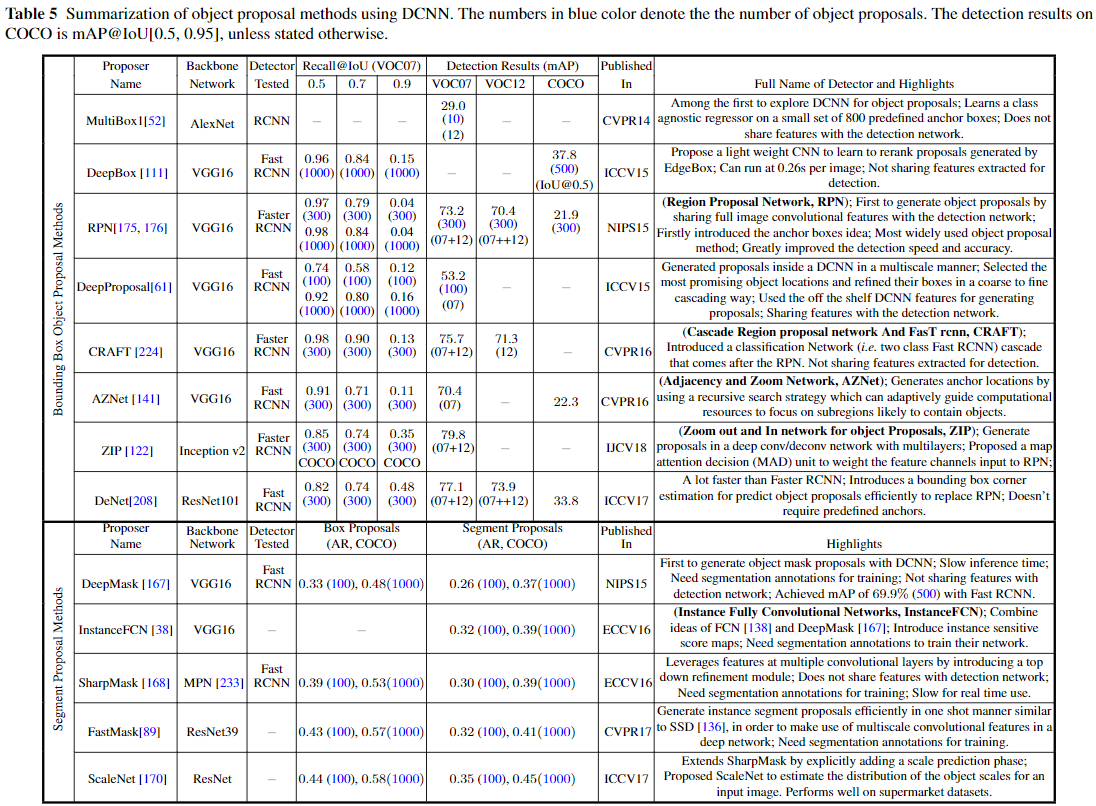 Table 5 Summarization of object proposal methods using DCNN. The numbers in blue color denote the the number of object proposals. The detection results on
COCO is mAP@IoU[0.5, 0.95], unless stated otherwise.
Bounding Box Object Proposal Methods
Proposer Backbone Detector Recall@IoU (VOC07) Detection Results (mAP) Published
Name Network Tested 0.5 0.7 0.9 VOC07 VOC12 COCO In Full Name of Detector and Highlights
MultiBox1[52] AlexNet RCNN – – – 29.0 (10) (12) – – CVPR14
Among the first to explore DCNN for object proposals; Learns a class
agnostic regressor on a small set of 800 predefined anchor boxes; Does not
share features with the detection network.
DeepBox [111] VGG16 Fast RCNN 0.96 (1000) 0.84 (1000) 0.15 (1000) – – 37.8 (500) (IoU@0.5) ICCV15
Propose a light weight CNN to learn to rerank proposals generated by
EdgeBox; Can run at 0.26s per image; Not sharing features extracted for
detection.
RPN[175, 176] VGG16 Faster RCNN 0.97 (300) 0.98 (1000) 0.79 (300) 0.84 (1000) 0.04 (300) 0.04 (1000) 73.2 (300) (07+12) 70.4 (300) (07++12) 21.9 (300) NIPS15
(Region Proposal Network, RPN); First to generate object proposals by
sharing full image convolutional features with the detection network;
Firstly introduced the anchor boxes idea; Most widely used object proposal
method; Greatly improved the detection speed and accuracy.
DeepProposal[61] VGG16 Fast RCNN 0.74 (100) 0.92 (1000) 0.58 (100) 0.80 (1000) 0.12 (100) 0.16 (1000) 53.2 (100) (07) – – ICCV15
Generated proposals inside a DCNN in a multiscale manner; Selected the
most promising object locations and refined their boxes in a coarse to fine
cascading way; Used the off the shelf DCNN features for generating
proposals; Sharing features with the detection network.
CRAFT [224] VGG16 Faster RCNN 0.98 (300) 0.90 (300) 0.13 (300) 75.7 (07+12) 71.3 (12) – CVPR16
(Cascade Region proposal network And FasT rcnn, CRAFT);
Introduced a classification Network (i.e. two class Fast RCNN) cascade
that comes after the RPN. Not sharing features extracted for detection.
AZNet [141] VGG16 Fast RCNN 0.91 (300) 0.71 (300) 0.11 (300) 70.4 (07) – 22.3 CVPR16
(Adjacency and Zoom Network, AZNet); Generates anchor locations by
using a recursive search strategy which can adaptively guide computational
resources to focus on subregions likely to contain objects.
ZIP [122] Inception v2 Faster RCNN 0.85 (300) COCO 0.74 (300) COCO 0.35 (300) COCO 79.8 (07+12) – – IJCV18
(Zoom out and In network for object Proposals, ZIP); Generate
proposals in a deep conv/deconv network with multilayers; Proposed a map
attention decision (MAD) unit to weight the feature channels input to RPN;
DeNet[208] ResNet101 Fast RCNN 0.82 (300) 0.74 (300) 0.48 (300) 77.1 (07+12) 73.9 (07++12) 33.8 ICCV17
A lot faster than Faster RCNN; Introduces a bounding box corner
estimation for predict object proposals efficiently to replace RPN; Doesn't
require predefined anchors.
Segment Proposal Methods
Proposer Backbone Detector Box Proposals Segment Proposals Published
Name Network Tested (AR, COCO) (AR, COCO) In Highlights
DeepMask [167] VGG16 Fast RCNN 0.33 (100), 0.48(1000) 0.26 (100), 0.37(1000) NIPS15
First to generate object mask proposals with DCNN; Slow inference time;
Need segmentation annotations for training; Not sharing features with
detection network; Achieved mAP of 69.9% (500) with Fast RCNN.
InstanceFCN [38] VGG16 – – 0.32 (100), 0.39(1000) ECCV16
(Instance Fully Convolutional Networks, InstanceFCN); Combine
ideas of FCN [138] and DeepMask [167]; Introduce instance sensitive
score maps; Need segmentation annotations to train their network.
SharpMask [168] MPN [233] Fast RCNN 0.39 (100), 0.53(1000) 0.30 (100), 0.39(1000) ECCV16
Leverages features at multiple convolutional layers by introducing a top
down refinement module; Does not share features with detection network;
Need segmentation annotations for training; Slow for real time use.
FastMask[89] ResNet39 – 0.43 (100), 0.57(1000) 0.32 (100), 0.41(1000) CVPR17
Generate instance segment proposals efficiently in one shot manner similar
to SSD [136], in order to make use of multiscale convolutional features in a
deep network; Need segmentation annotations for training.
ScaleNet [170] ResNet – 0.44 (100), 0.58(1000) 0.35 (100), 0.45(1000) ICCV17
Extends SharpMask by explicitly adding a scale prediction phase;
Proposed ScaleNet to estimate the distribution of the object scales for an
input image. Performs well on supermarket datasets.